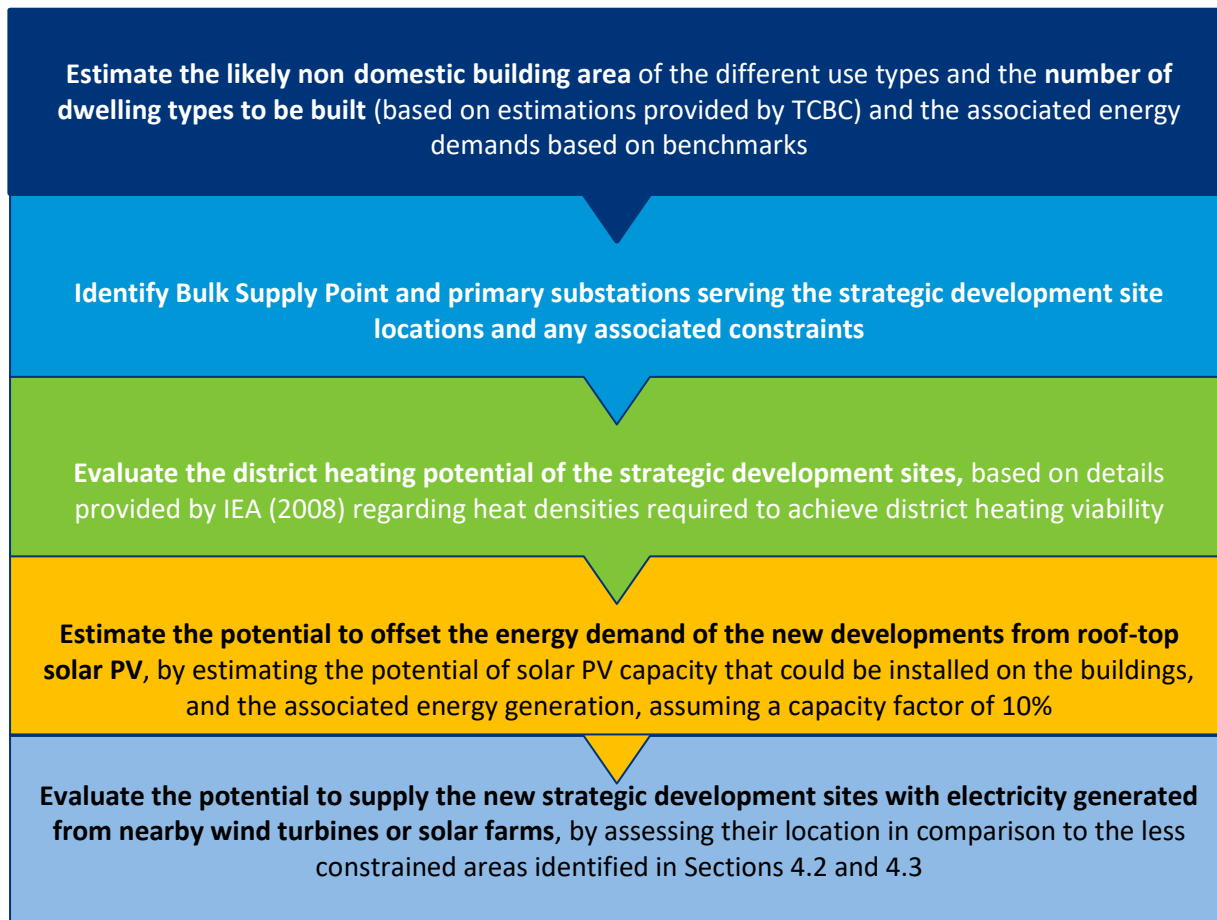 Estimate the likely non domestic building area of the different use types and the number of
dwelling types to be built (based on estimations provided by TCBC) and the associated energy
demands based on benchmarks
Identify Bulk Supply Point and primary substations serving the strategic development site
locations and any associated constraints
Evaluate the district heating potential of the strategic development sites, based on details
provided by IEA (2008) regarding heat densities required to achieve district heating viability
Estimate the potential to offset the energy demand of the new developments from roof-top
solar PV, by estimating the potential of solar PV capacity that could be installed on the buildings,
and the associated energy generation, assuming a capacity factor of 10%
Evaluate the potential to supply the new strategic development sites with electricity generated
from nearby wind turbines or solar farms, by assessing their location in comparison to the less
constrained areas identified in Sections 4.2 and 4.3